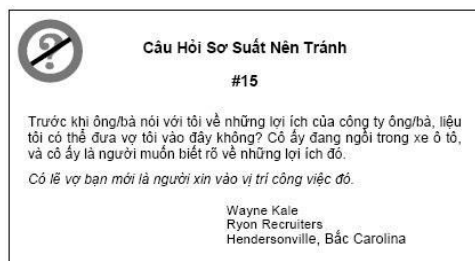 Câu Hỏi Sơ Suất Nên Tránh
#15
Trước khi ông/bà nói với tôi về những lợi ích của công ty ông/bà, liệu
tôi có thể đưa vợ tôi vào đây không? Cô ấy đang ngồi trong xe ô tô,
và cô ấy là người muốn biết rõ về những lợi ích đó.
Có lẽ vợ bạn mới là người xin vào vị trí công việc đó.
Wayne Kale
Ryon Recruiters
Hendersonville, Bắc Carolina